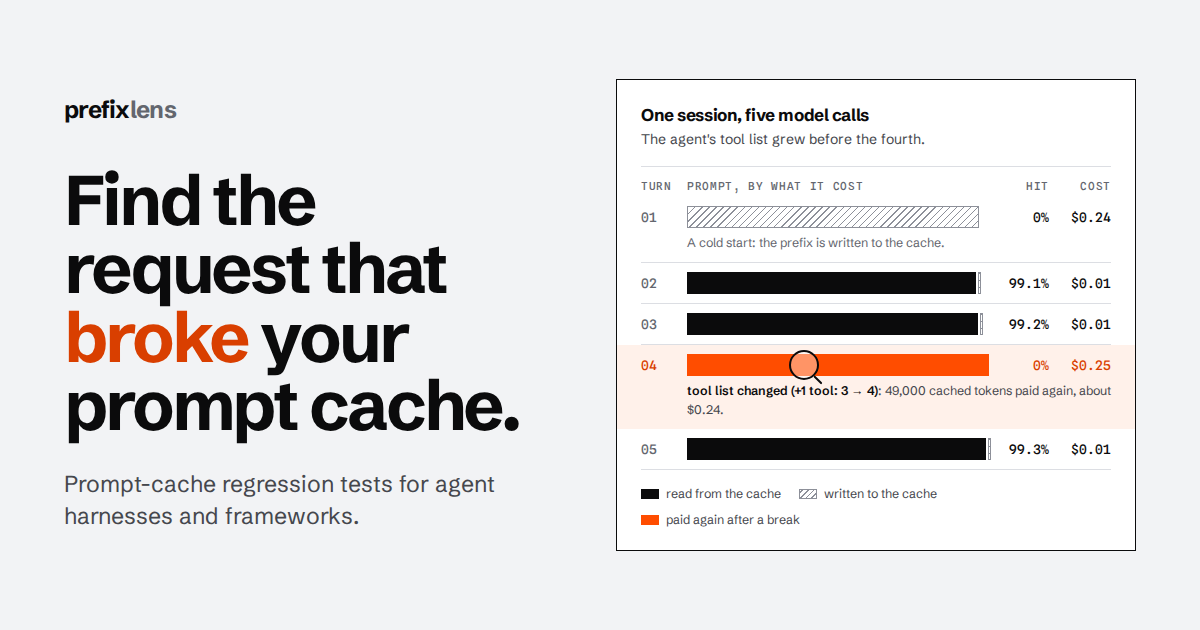 prefixlens
Find the
request that
broke your
prompt cache.
Prompt-cache regression tests for agent
harnesses and frameworks.
One session, five model calls
The agent's tool list grew before the fourth.
TURN PROMPT, BY WHAT IT COST HIT COST
01 0% $0.24
A cold start: the prefix is written to the cache.
02 99.1% $0.01
03 99.2% $0.01
04 0% $0.25
tool list changed (+1 tool: 3 → 4): 49,000 cached tokens paid again, about
$0.24.
05 99.3% $0.01
read from the cache written to the cache
paid again after a break